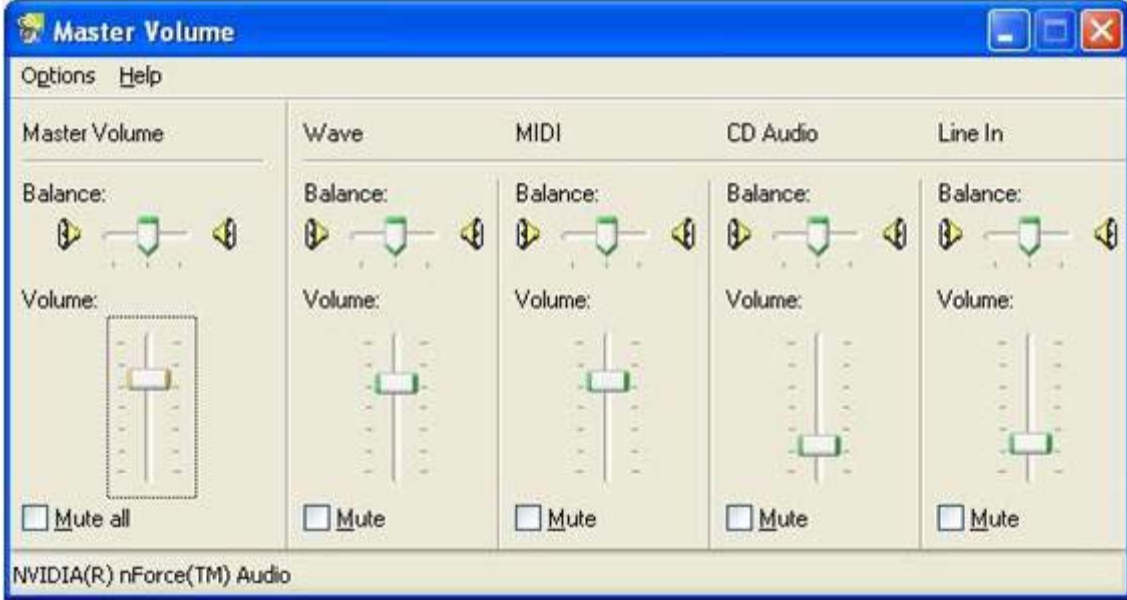 Master Volume
Options Help
Master Volume Wave MIDI CD Audio Line In
Balance: Balance: Balance: Balance: Balance:
Volume: Volume: Volume: Volume: Volume:
Mute all Mute Mute Mute Mute
NVIDIA(R) nForce(TM) Audio